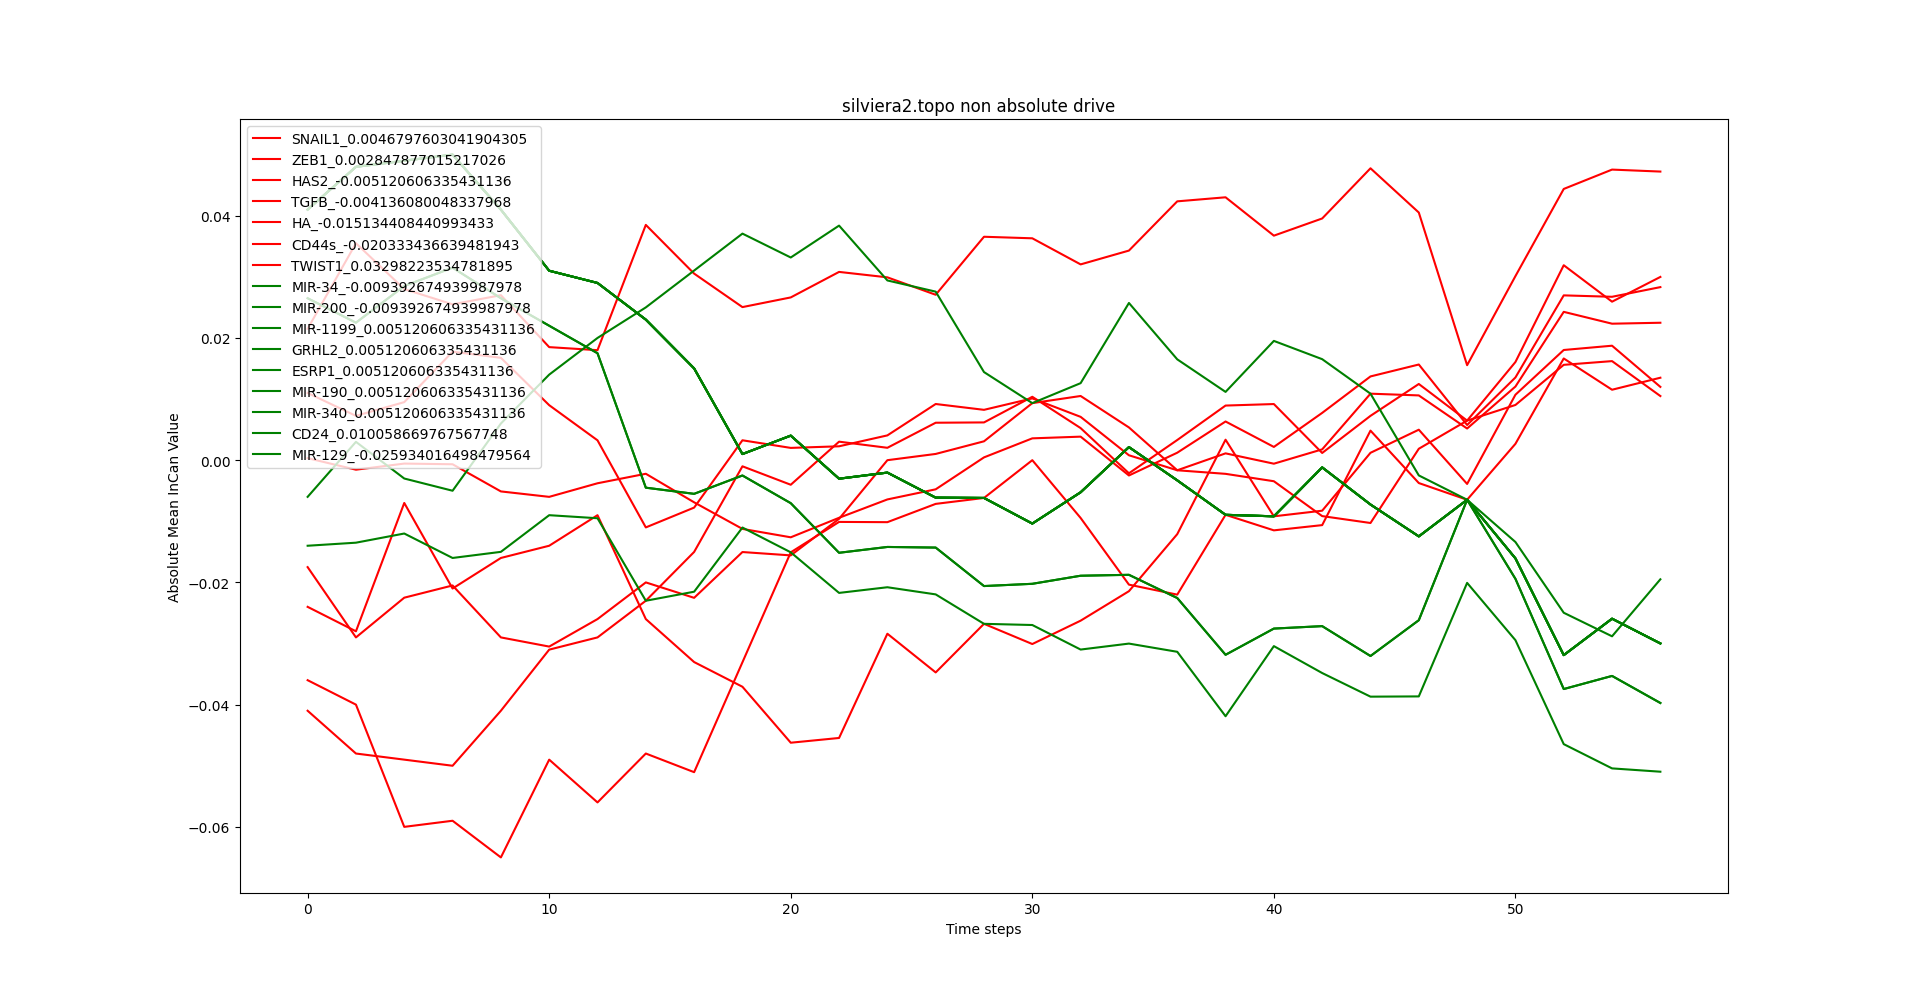 silviera2.topo non absolute drive
SNAIL1_0.0046797603041904305
ZEB1_0.002847877015217026
HAS2_-0.005120606335431136
TGFB_-0.004136080048337968
HA_-0.015134408440993433
CD44s_-0.020333436639481943
TWIST1_0.03298223534781895
MIR-34_-0.009392674939987978
MIR-200_-0.009392674939987978
MIR-1199_0.005120606335431136
GRHL2_0.005120606335431136
ESRP1_0.005120606335431136
MIR-190_0.005120606335431136
MIR-340_0.005120606335431136
CD24_0.010058669767567748
MIR-129_-0.025934016498479564
0.04
0.02
0.00
−0.02
−0.04
−0.06
Absolute Mean InCan Value
0 10 20 30 40 50
Time steps